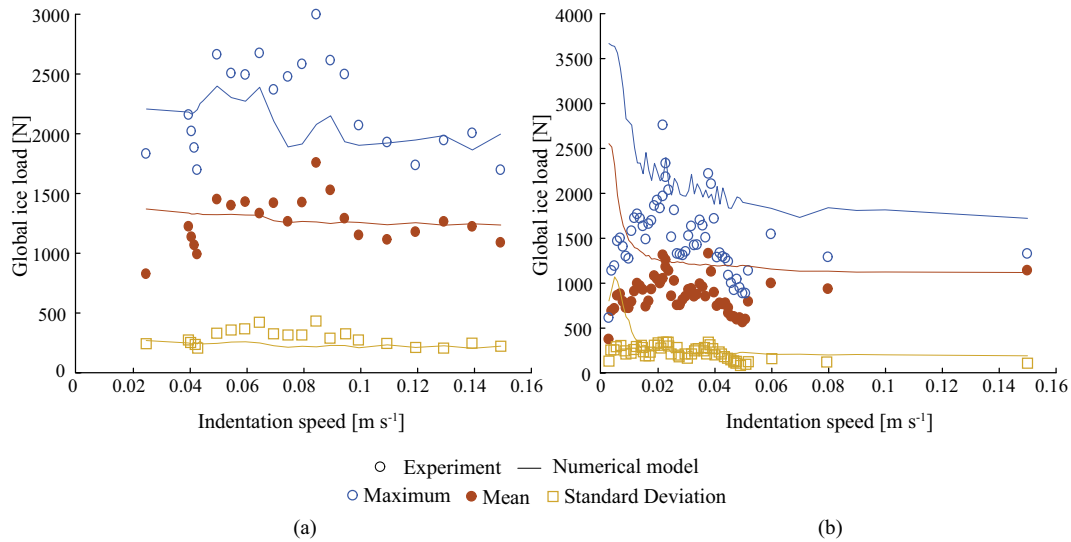 3000
2500
2000
1500
1000
500
0
Global ice load [N]
0 0.02 0.04 0.06 0.08 0.1 0.12 0.14 0.16
Indentation speed [m s⁻¹]
4000
3500
3000
2500
2000
1500
1000
500
0
Global ice load [N]
0 0.02 0.04 0.06 0.08 0.1 0.12 0.14 0.16
Indentation speed [m s⁻¹]
Experiment Numerical model
Maximum Mean Standard Deviation
(a) (b)